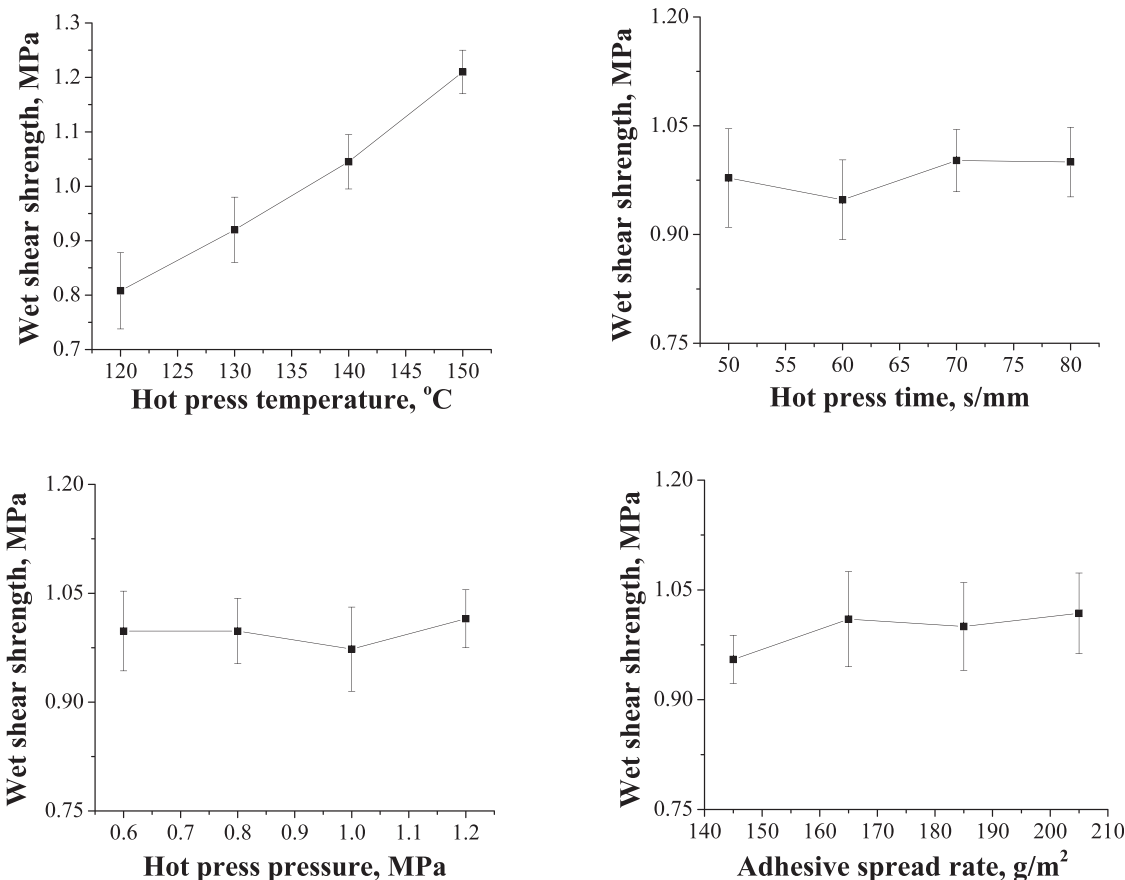 Wet shear shrength, MPa
1.3
1.2
1.1
1.0
0.9
0.8
0.7
120 125 130 135 140 145 150
Hot press temperature, °C
Wet shear shrength, MPa
1.20
1.05
0.90
0.75
50 55 60 65 70 75 80
Hot press time, s/mm
Wet shear shrength, MPa
1.20
1.05
0.90
0.75
0.6 0.7 0.8 0.9 1.0 1.1 1.2
Hot press pressure, MPa
Wet shear shrength, MPa
1.20
1.05
0.90
0.75
140 150 160 170 180 190 200 210
Adhesive spread rate, g/m²